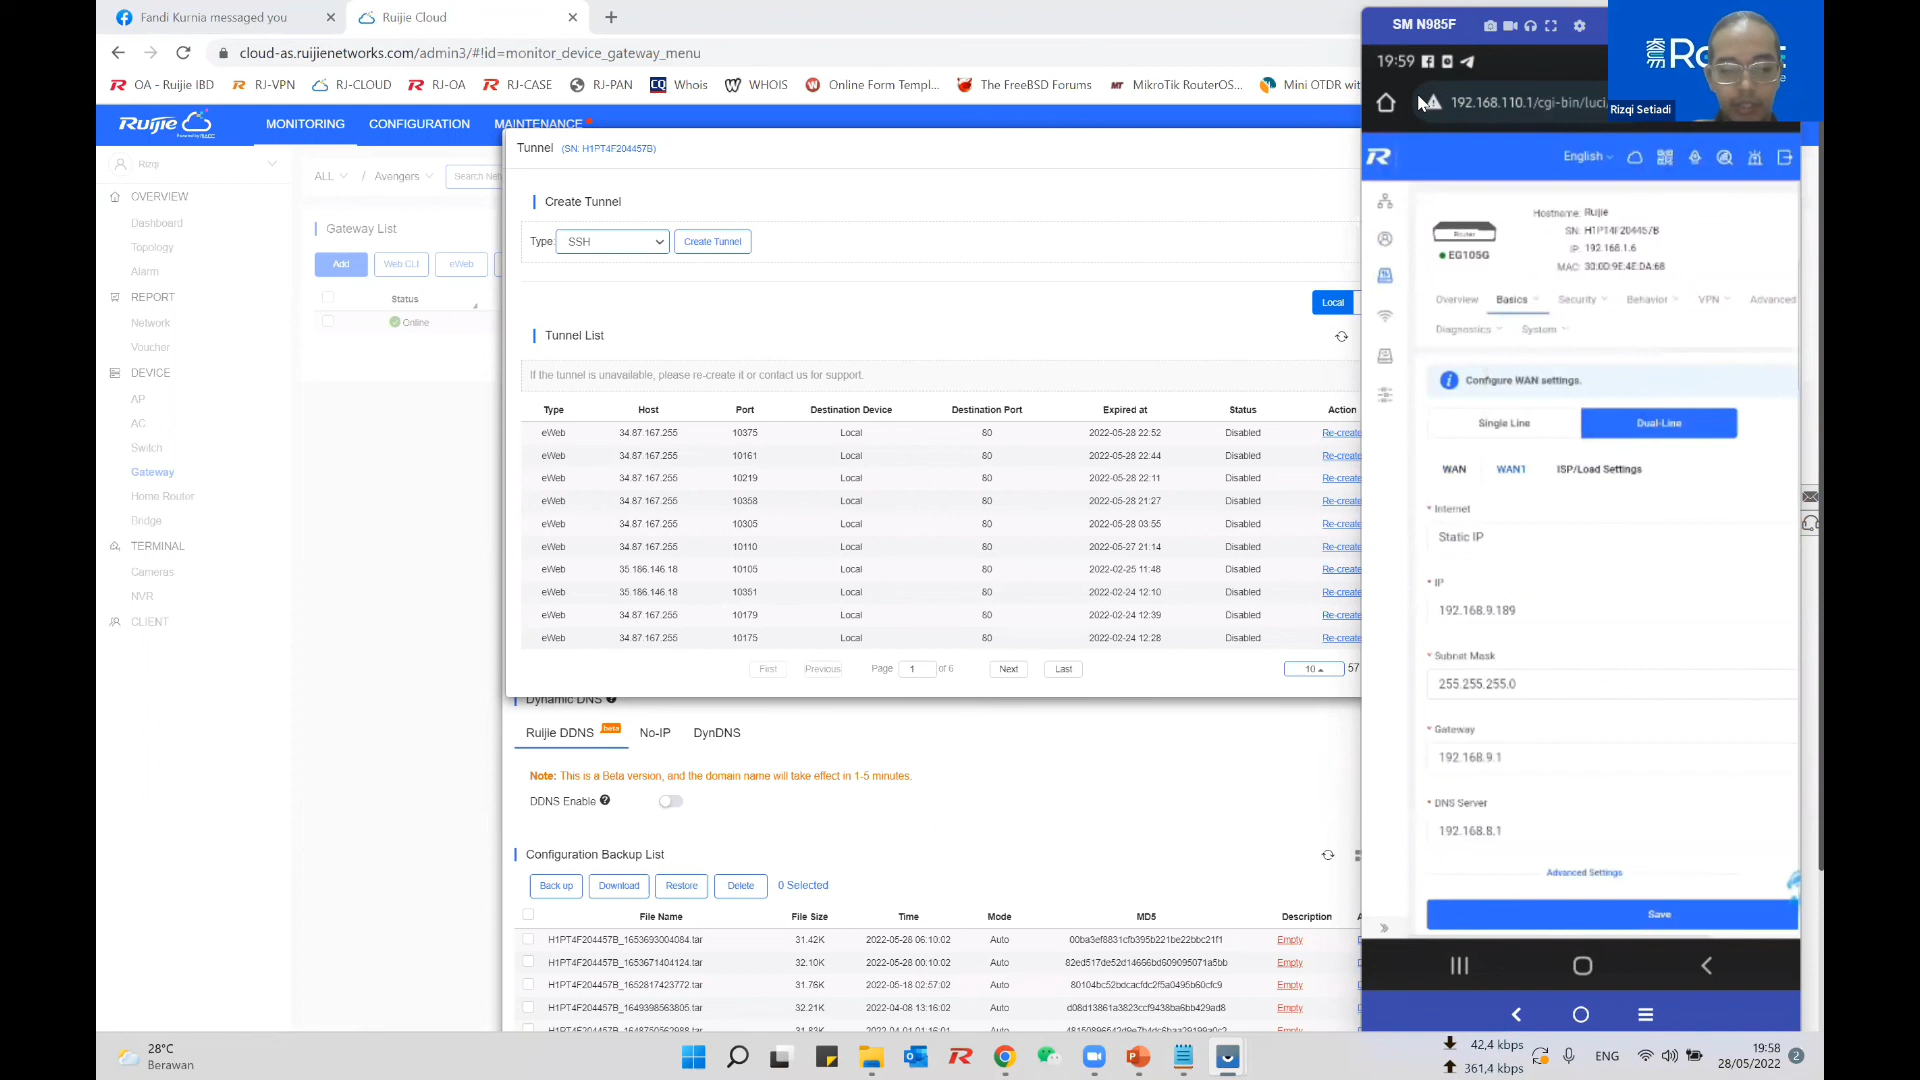 Fandi Kurnia messaged you
Ruijie Cloud
cloud-as.ruijienetworks.com/admin3/#!id=monitor_device_gateway_menu
OA - Ruijie IBD
RJ-VPN
RJ-CLOUD
RJ-OA
RJ-CASE
RJ-PAN
Whois
WHOIS
Online Form Templ...
The FreeBSD Forums
MikroTik RouterOS...
Mini OTDR wit
Ruijie
MONITORING
CONFIGURATION
MAINTENANCE
Rizqi
OVERVIEW
Dashboard
Topology
Alarm
REPORT
Network
Voucher
DEVICE
AP
AC
Switch
Gateway
Home Router
Bridge
TERMINAL
Cameras
NVR
CLIENT
ALL / Avengers
Search Net
Gateway List
Add
Web CLI
eWeb
Status
Online
Tunnel (SN: H1PT4F204457B)
Create Tunnel
Type: SSH
Create Tunnel
Local
Tunnel List
If the tunnel is unavailable, please re-create it or contact us for support.
Type Host Port Destination Device Destination Port Expired at Status Action
eWeb 34.87.167.255 10375 Local 80 2022-05-28 22:52 Disabled Re-create
eWeb 34.87.167.255 10161 Local 80 2022-05-28 22:44 Disabled Re-create
eWeb 34.87.167.255 10219 Local 80 2022-05-28 22:11 Disabled Re-create
eWeb 34.87.167.255 10358 Local 80 2022-05-28 21:27 Disabled Re-create
eWeb 34.87.167.255 10305 Local 80 2022-05-28 03:55 Disabled Re-create
eWeb 34.87.167.255 10110 Local 80 2022-05-27 21:14 Disabled Re-create
eWeb 35.186.146.18 10105 Local 80 2022-02-25 11:48 Disabled Re-create
eWeb 35.186.146.18 10351 Local 80 2022-02-24 12:10 Disabled Re-create
eWeb 34.87.167.255 10179 Local 80 2022-02-24 12:39 Disabled Re-create
eWeb 34.87.167.255 10175 Local 80 2022-02-24 12:28 Disabled Re-create
First Previous Page 1 of 6 Next Last 10 57
Dynamic DNS
Ruijie DDNS beta
No-IP
DynDNS
Note: This is a Beta version, and the domain name will take effect in 1-5 minutes.
DDNS Enable
Configuration Backup List
Back up
Download
Restore
Delete
0 Selected
File Name File Size Time Mode MD5 Description
H1PT4F204457B_1653693004084.tar 31.42K 2022-05-28 06:10:02 Auto 00ba3ef8831cfb395b221be22bbc21f1 Empty
H1PT4F204457B_1653671404124.tar 32.10K 2022-05-28 00:10:02 Auto 82ed517de52d14666bd609095071a5bb Empty
H1PT4F204457B_1652817423772.tar 31.76K 2022-05-18 02:57:02 Auto 80104bc52bdcacfdc2f5a0495b60cfc9 Empty
H1PT4F204457B_1649398563805.tar 32.21K 2022-04-08 13:16:02 Auto d08d13861a3823ccf9438ba6bb429ad8 Empty
SM N985F
19:59
192.168.110.1/cgi-bin/luci/
Rizqi Setiadi
English
Hostname: Ruijie
SN: H1PT4F204457B
IP: 192.168.1.6
MAC: 30:0D:9E:4E:DA:68
Router
EG105G
Overview
Basics
Security
Behavior
VPN
Advanced
Diagnostics
System
Configure WAN settings.
Single Line
Dual-Line
WAN
WAN1
ISP/Load Settings
* Internet
Static IP
* IP
192.168.9.189
* Subnet Mask
255.255.255.0
* Gateway
192.168.9.1
* DNS Server
192.168.8.1
Advanced Settings
Save
28°C
Berawan
42,4 kbps
361,4 kbps
ENG
19:58
28/05/2022
2